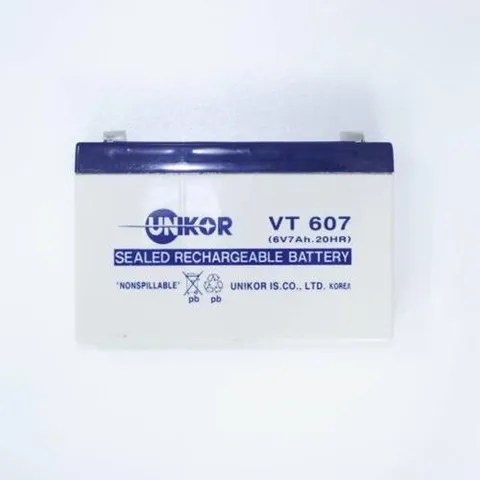 UNIKOR
VT 607
(6V7Ah.20HR)
SEALED RECHARGEABLE BATTERY
"NONSPILLABLE"
pb pb
UNIKOR IS.CO., LTD. KOREA